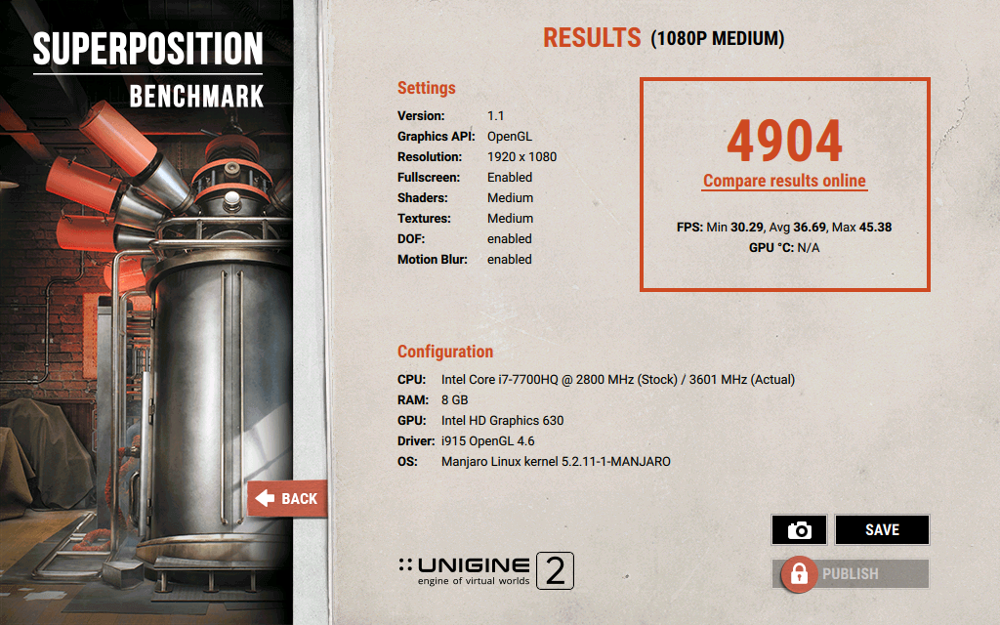 SUPERPOSITION
BENCHMARK
RESULTS (1080P MEDIUM)
Settings
Version: 1.1
Graphics API: OpenGL
Resolution: 1920 x 1080
Fullscreen: Enabled
Shaders: Medium
Textures: Medium
DOF: enabled
Motion Blur: enabled
4904
Compare results online
FPS: Min 30.29, Avg 36.69, Max 45.38
GPU °C: N/A
Configuration
CPU: Intel Core i7-7700HQ @ 2800 MHz (Stock) / 3601 MHz (Actual)
RAM: 8 GB
GPU: Intel HD Graphics 630
Driver: i915 OpenGL 4.6
OS: Manjaro Linux kernel 5.2.11-1-MANJARO
BACK
SAVE
PUBLISH
UNIGINE 2
engine of virtual worlds